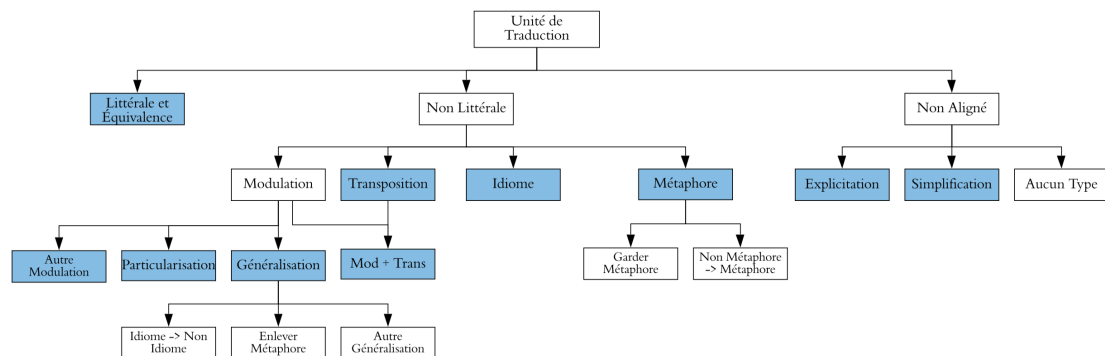 Unité de
Traduction
Littérale et
Équivalence
Non Littérale
Non Aligné
Modulation
Transposition
Idiome
Métaphore
Explicitation
Simplification
Aucun Type
Autre
Modulation
Particularisation
Généralisation
Mod + Trans
Garder
Métaphore
Non Métaphore
-> Métaphore
Idiome -> Non
Idiome
Enlever
Métaphore
Autre
Généralisation